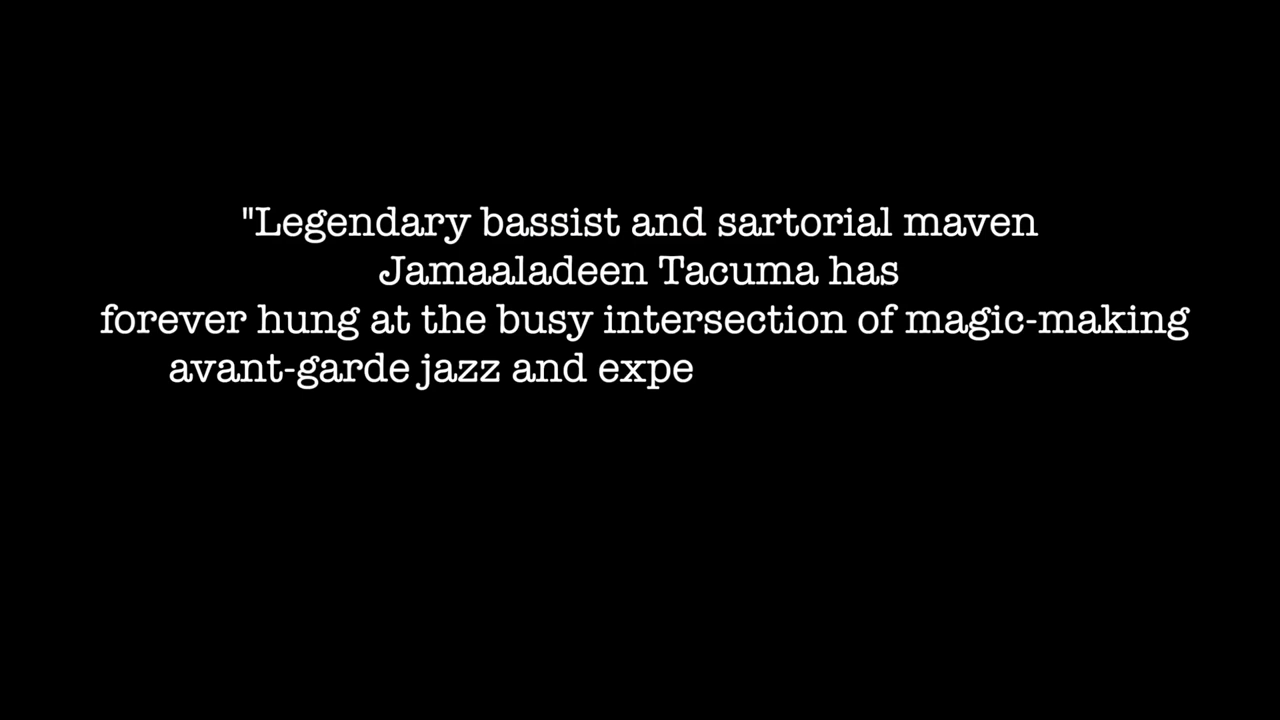 "Legendary bassist and sartorial maven
Jamaaladeen Tacuma has
forever hung at the busy intersection of magic-making
avant-garde jazz and expe